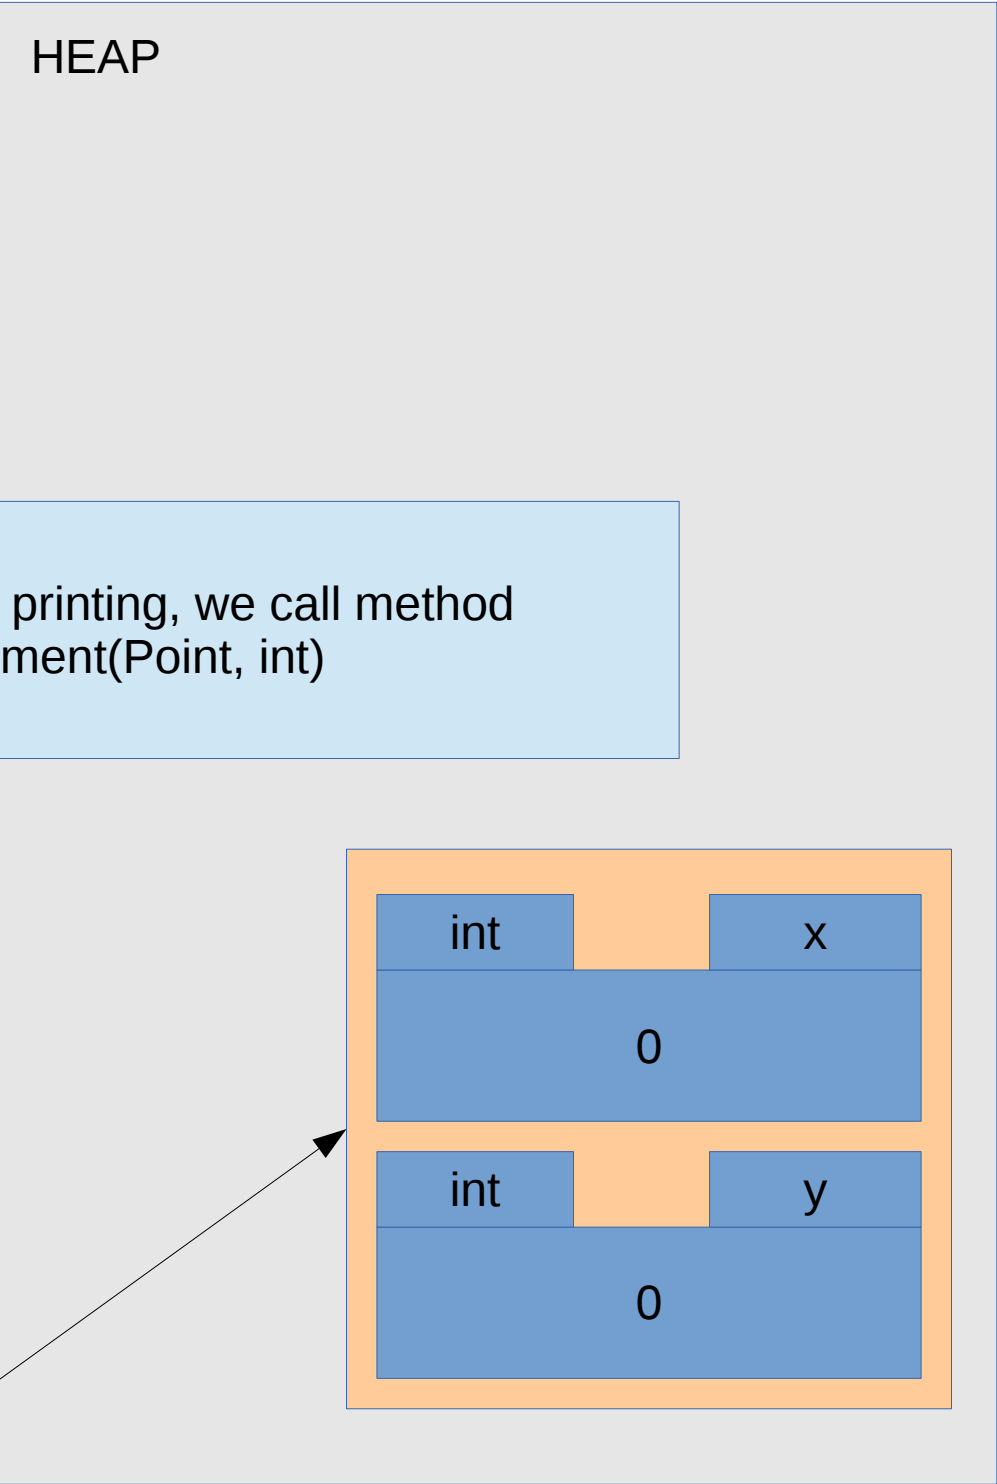 HEAP
printing, we call method
ment(Point, int)
int x
0
int y
0